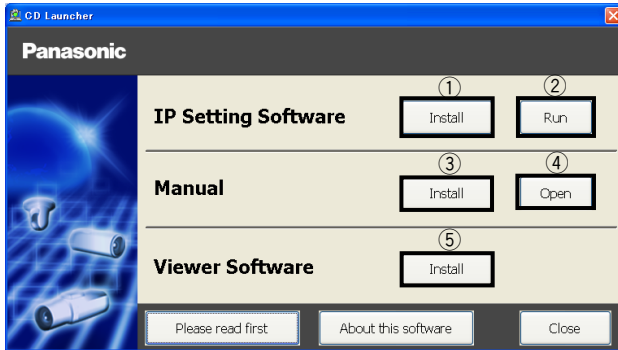 CD Launcher
Panasonic
① ②
IP Setting Software Install Run
③ ④
Manual Install Open
⑤
Viewer Software Install
Please read first About this software Close